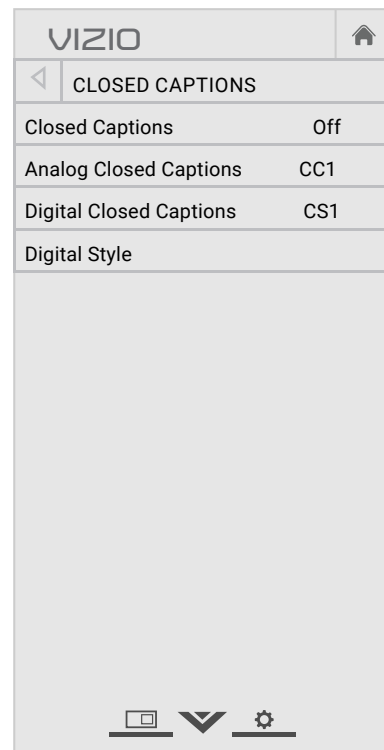 VIZIO
CLOSED CAPTIONS
Closed Captions Off
Analog Closed Captions CC1
Digital Closed Captions CS1
Digital Style